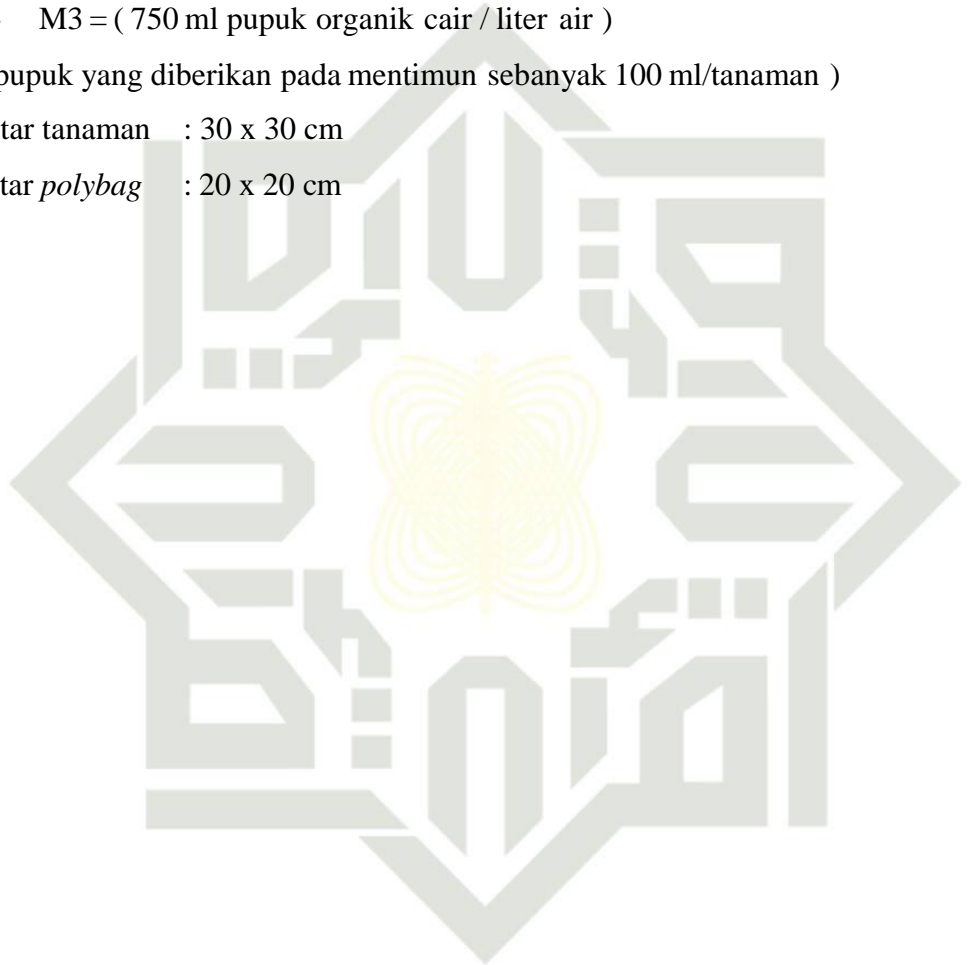 M3 = ( 750 ml pupuk organik cair / liter air )
pupuk yang diberikan pada mentimun sebanyak 100 ml/tanaman )
tar tanaman : 30 x 30 cm
tar polybag : 20 x 20 cm